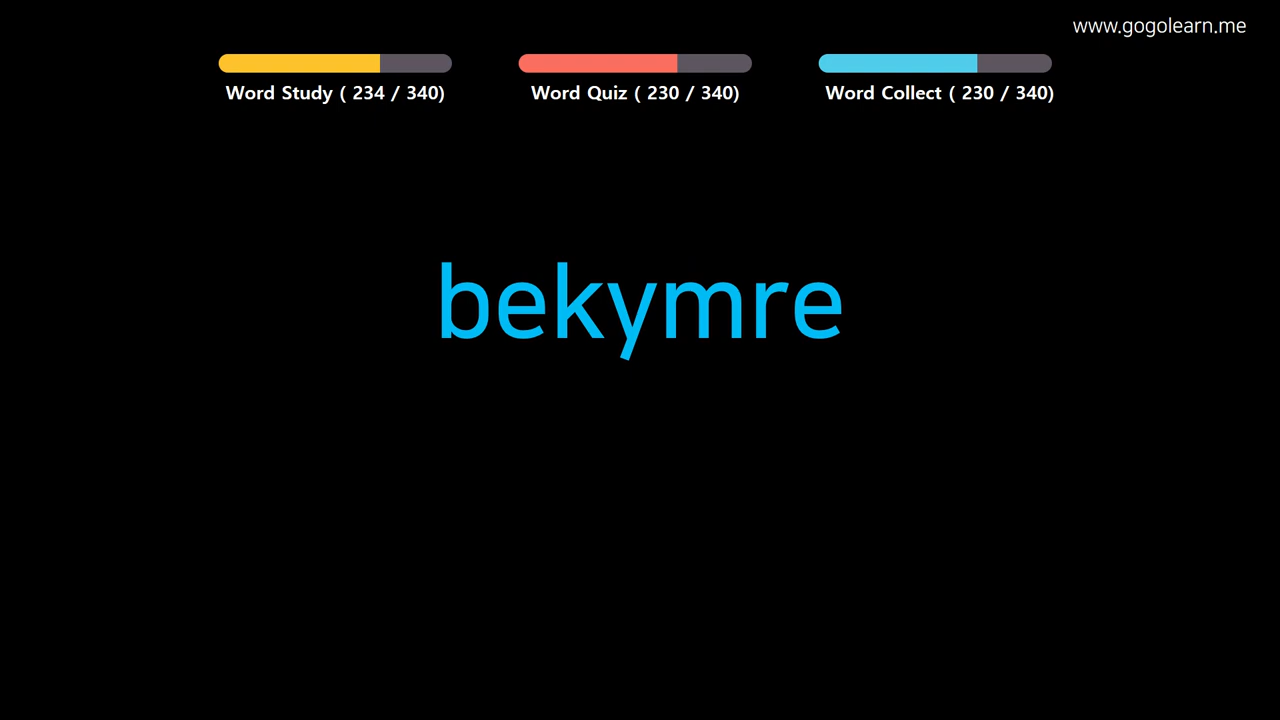 www.gogolearn.me
Word Study ( 234 / 340)
Word Quiz ( 230 / 340)
Word Collect ( 230 / 340)
bekymre